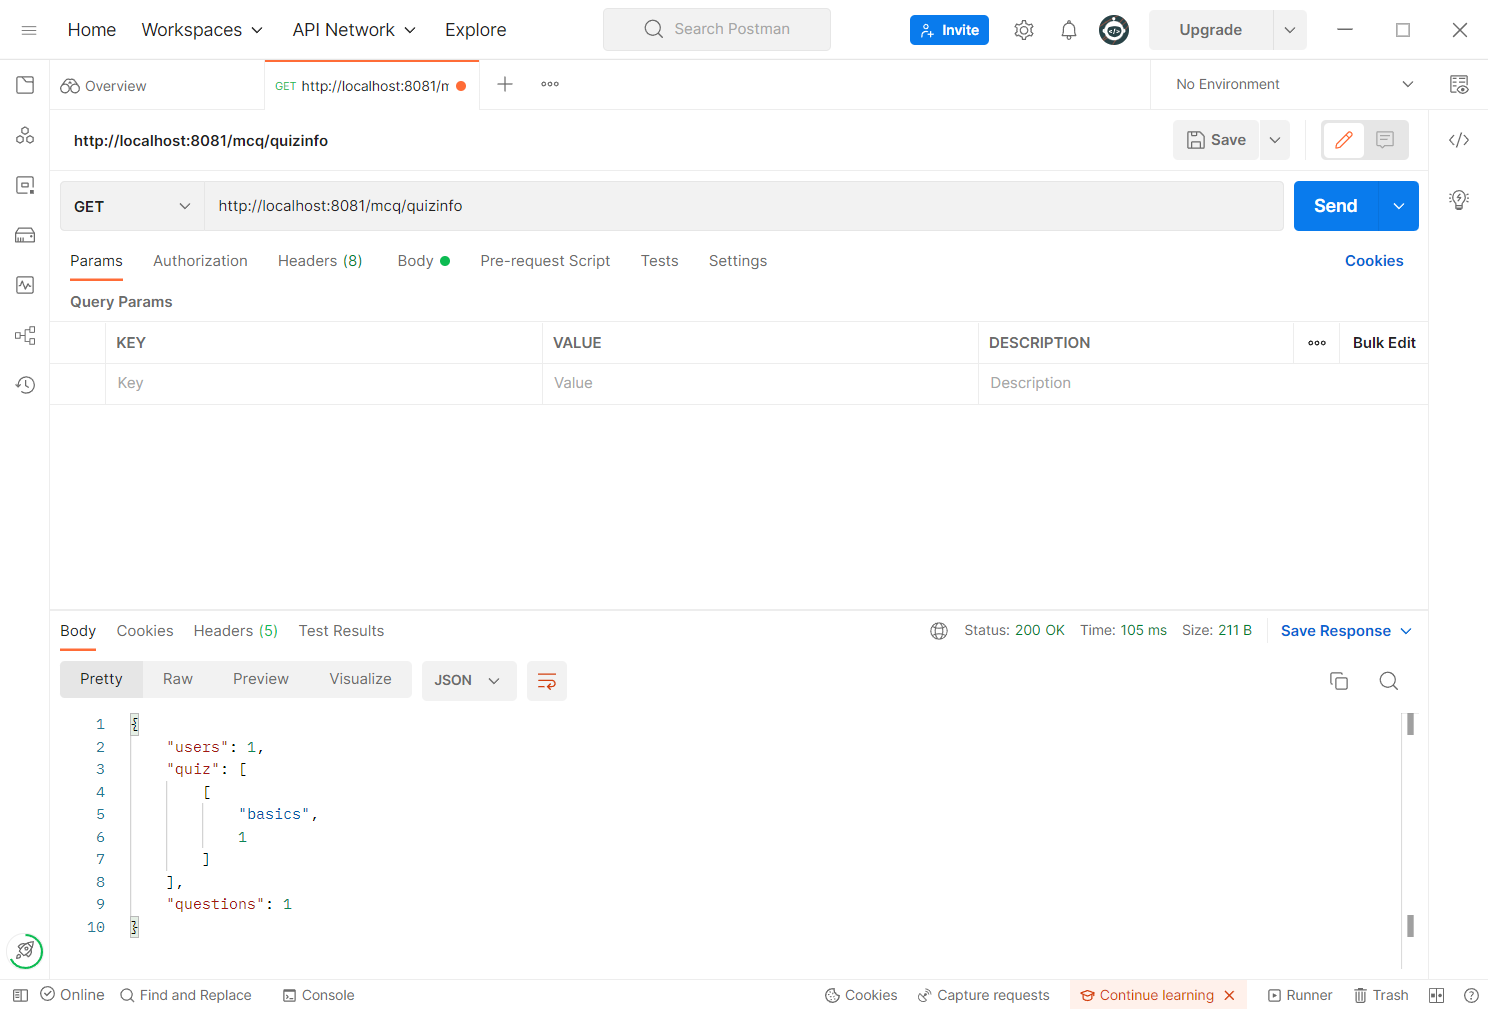 Home Workspaces API Network Explore Search Postman Invite Upgrade
Overview GET http://localhost:8081/m No Environment
http://localhost:8081/mcq/quizinfo Save
GET http://localhost:8081/mcq/quizinfo Send
Params Authorization Headers (8) Body Pre-request Script Tests Settings Cookies
Query Params
KEY VALUE DESCRIPTION Bulk Edit
Key Value Description
Body Cookies Headers (5) Test Results Status: 200 OK Time: 105 ms Size: 211 B Save Response
Pretty Raw Preview Visualize JSON
1 {
2 "users": 1,
3 "quiz": [
4 [
5 "basics",
6 1
7 ]
8 ],
9 "questions": 1
10 }
Online Find and Replace Console Cookies Capture requests Continue learning Runner Trash